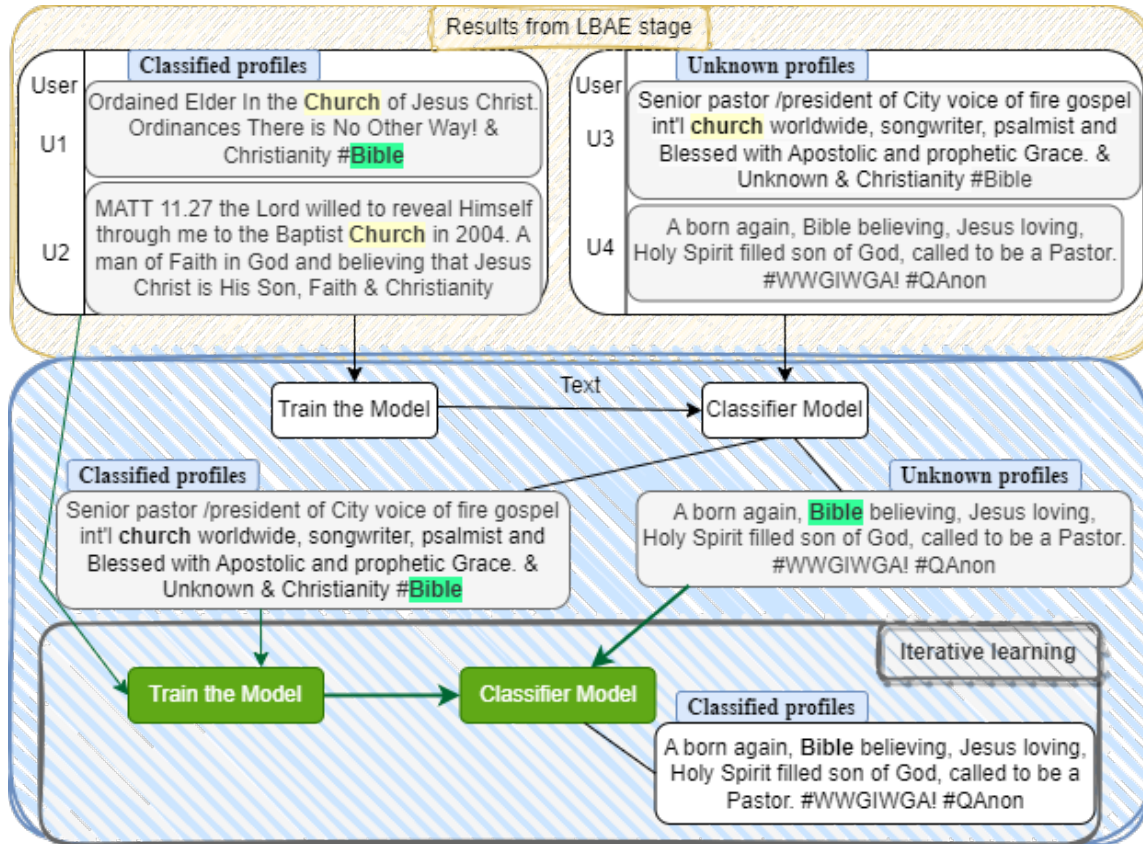 Results from LBAE stage
Classified profiles
User
U1
Ordained Elder In the Church of Jesus Christ.
Ordinances There is No Other Way! &
Christianity #Bible
U2
MATT 11.27 the Lord willed to reveal Himself
through me to the Baptist Church in 2004. A
man of Faith in God and believing that Jesus
Christ is His Son, Faith & Christianity
Unknown profiles
User
U3
Senior pastor /president of City voice of fire gospel
int'l church worldwide, songwriter, psalmist and
Blessed with Apostolic and prophetic Grace. &
Unknown & Christianity #Bible
U4
A born again, Bible believing, Jesus loving,
Holy Spirit filled son of God, called to be a Pastor.
#WWGIWGA! #QAnon
Train the Model
Text
Classifier Model
Classified profiles
Senior pastor /president of City voice of fire gospel
int'l church worldwide, songwriter, psalmist and
Blessed with Apostolic and prophetic Grace. &
Unknown & Christianity #Bible
Unknown profiles
A born again, Bible believing, Jesus loving,
Holy Spirit filled son of God, called to be a Pastor.
#WWGIWGA! #QAnon
Iterative learning
Train the Model
Classifier Model
Classified profiles
A born again, Bible believing, Jesus loving,
Holy Spirit filled son of God, called to be a
Pastor. #WWGIWGA! #QAnon